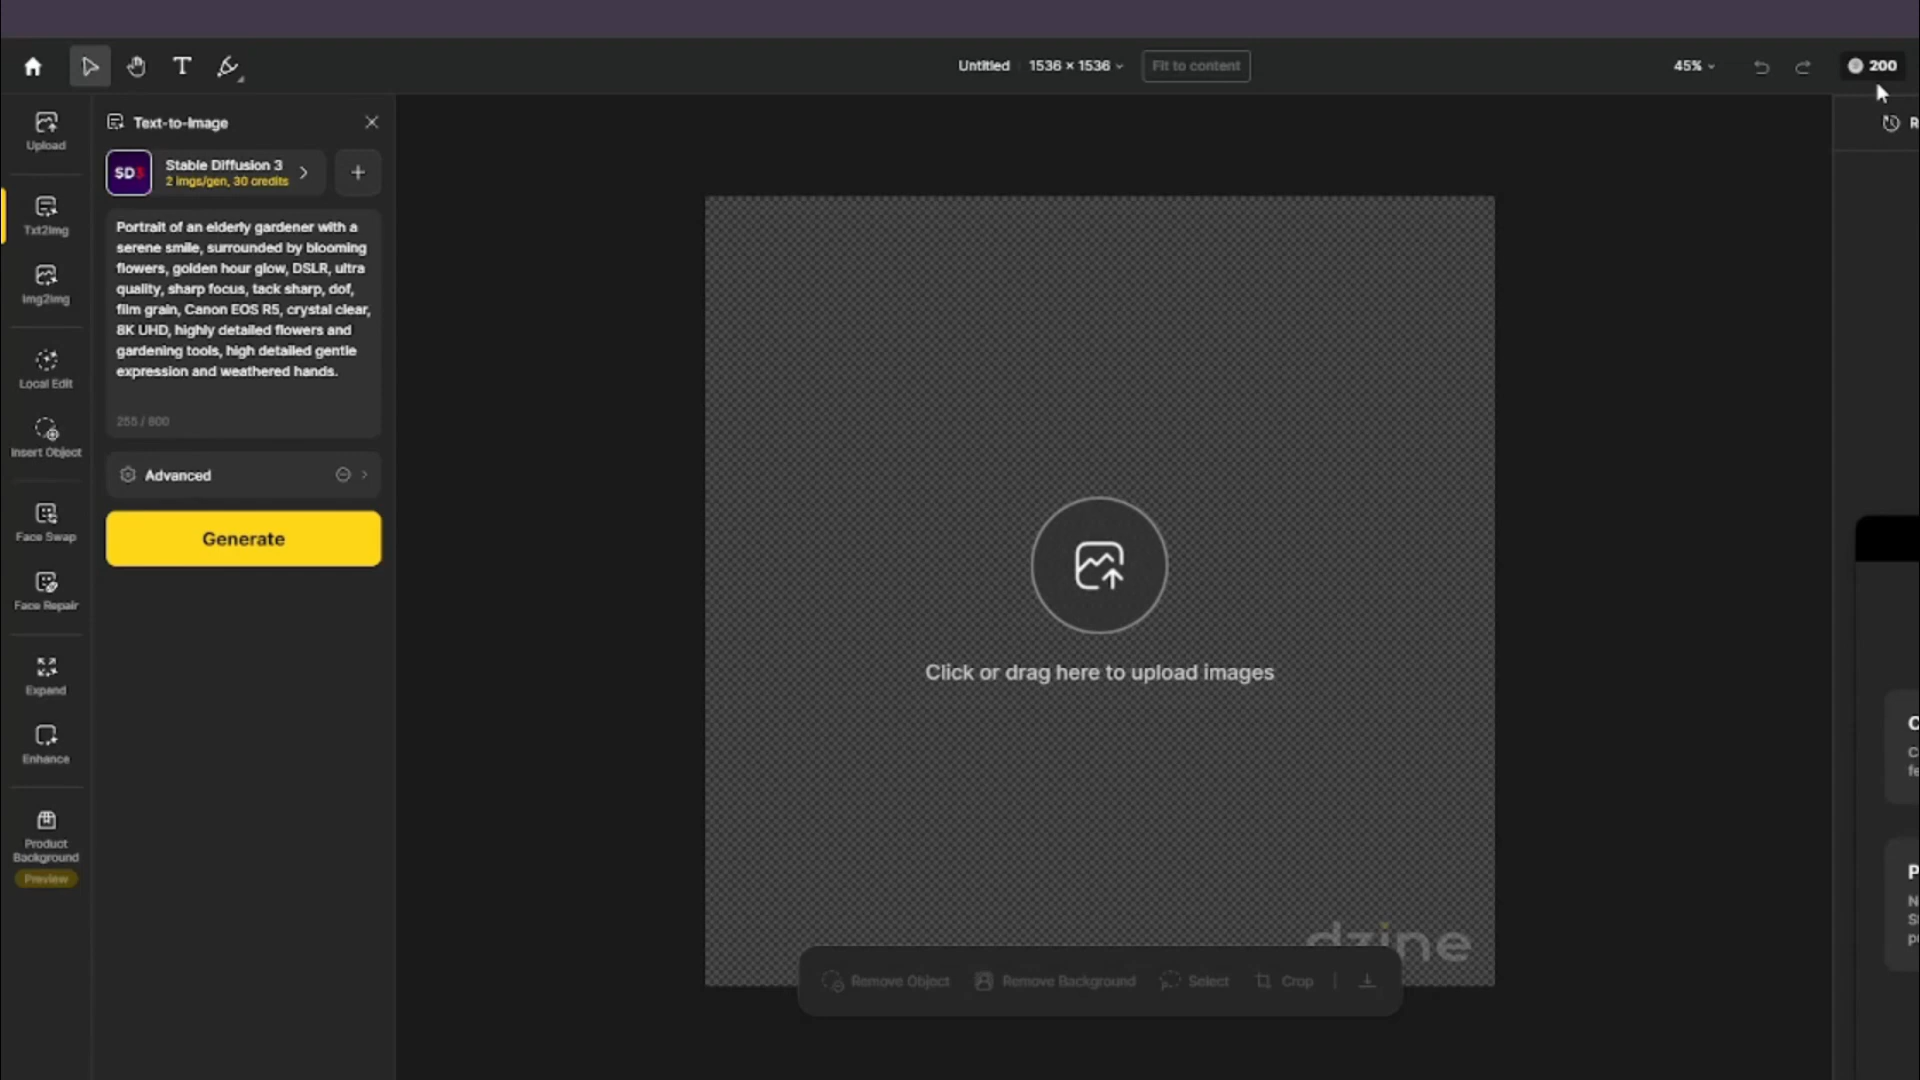 Untitled 1536 × 1536 Fit to content 45% 200
Upload
Txt2Img
Img2Img
Local Edit
Insert Object
Face Swap
Face Repair
Expand
Enhance
Product
Background
Preview
Text-to-Image
SD3 Stable Diffusion 3
2 imgs/gen, 30 credits
Portrait of an elderly gardener with a
serene smile, surrounded by blooming
flowers, golden hour glow, DSLR, ultra
quality, sharp focus, tack sharp, dof,
film grain, Canon EOS R5, crystal clear,
8K UHD, highly detailed flowers and
gardening tools, high detailed gentle
expression and weathered hands.
255 / 800
Advanced
Generate
Click or drag here to upload images
dzine
Remove Object Remove Background Select Crop